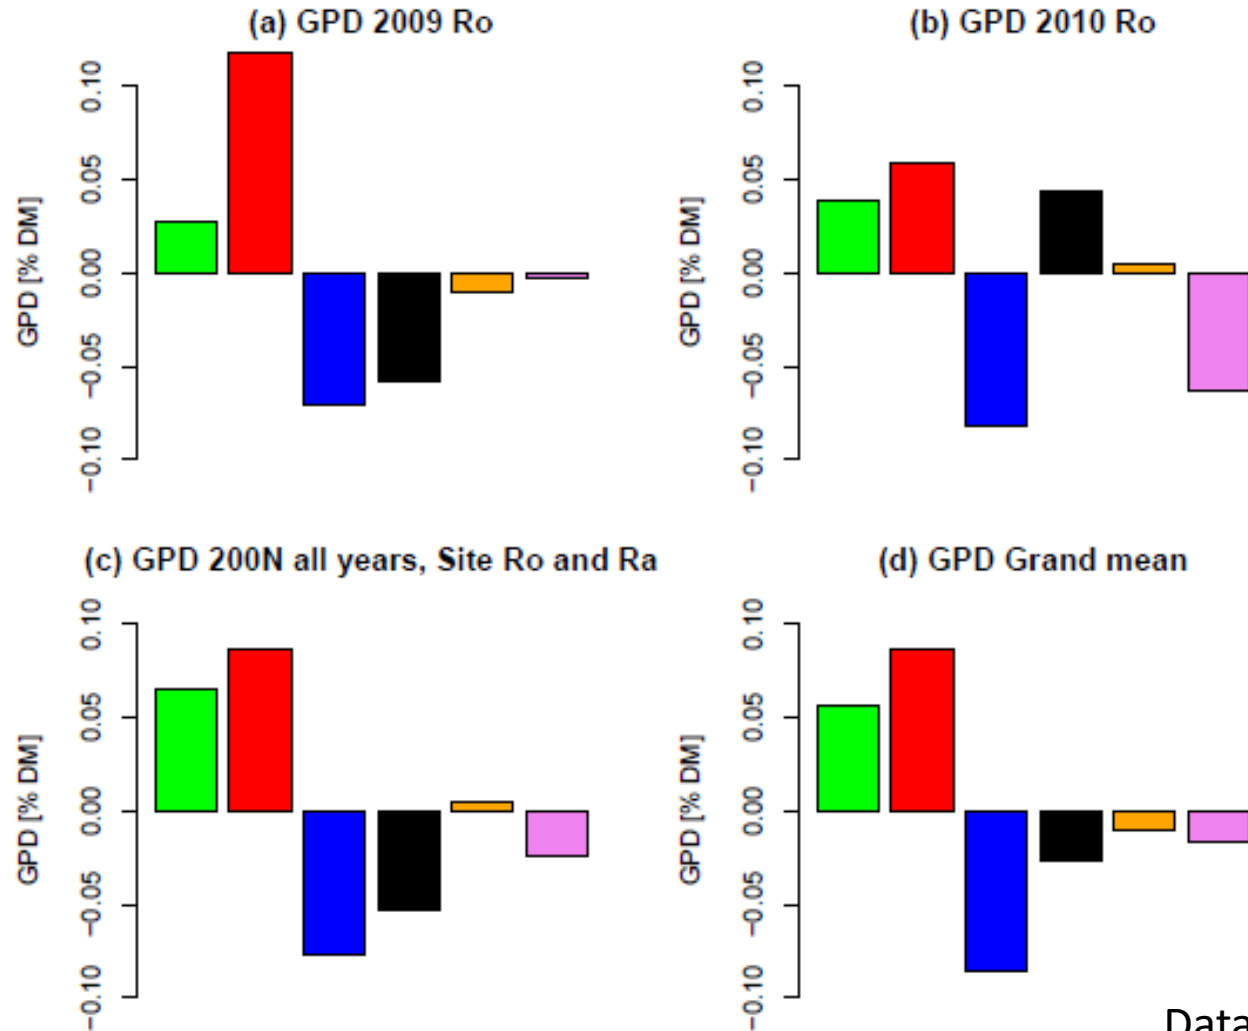 (a) GPD 2009 Ro
GPD [% DM]
0.10
0.05
0.00
−0.05
−0.10
(b) GPD 2010 Ro
GPD [% DM]
0.10
0.05
0.00
−0.05
−0.10
(c) GPD 200N all years, Site Ro and Ra
GPD [% DM]
0.10
0.05
0.00
−0.05
−0.10
(d) GPD Grand mean
GPD [% DM]
0.10
0.05
0.00
−0.05
−0.10
Data